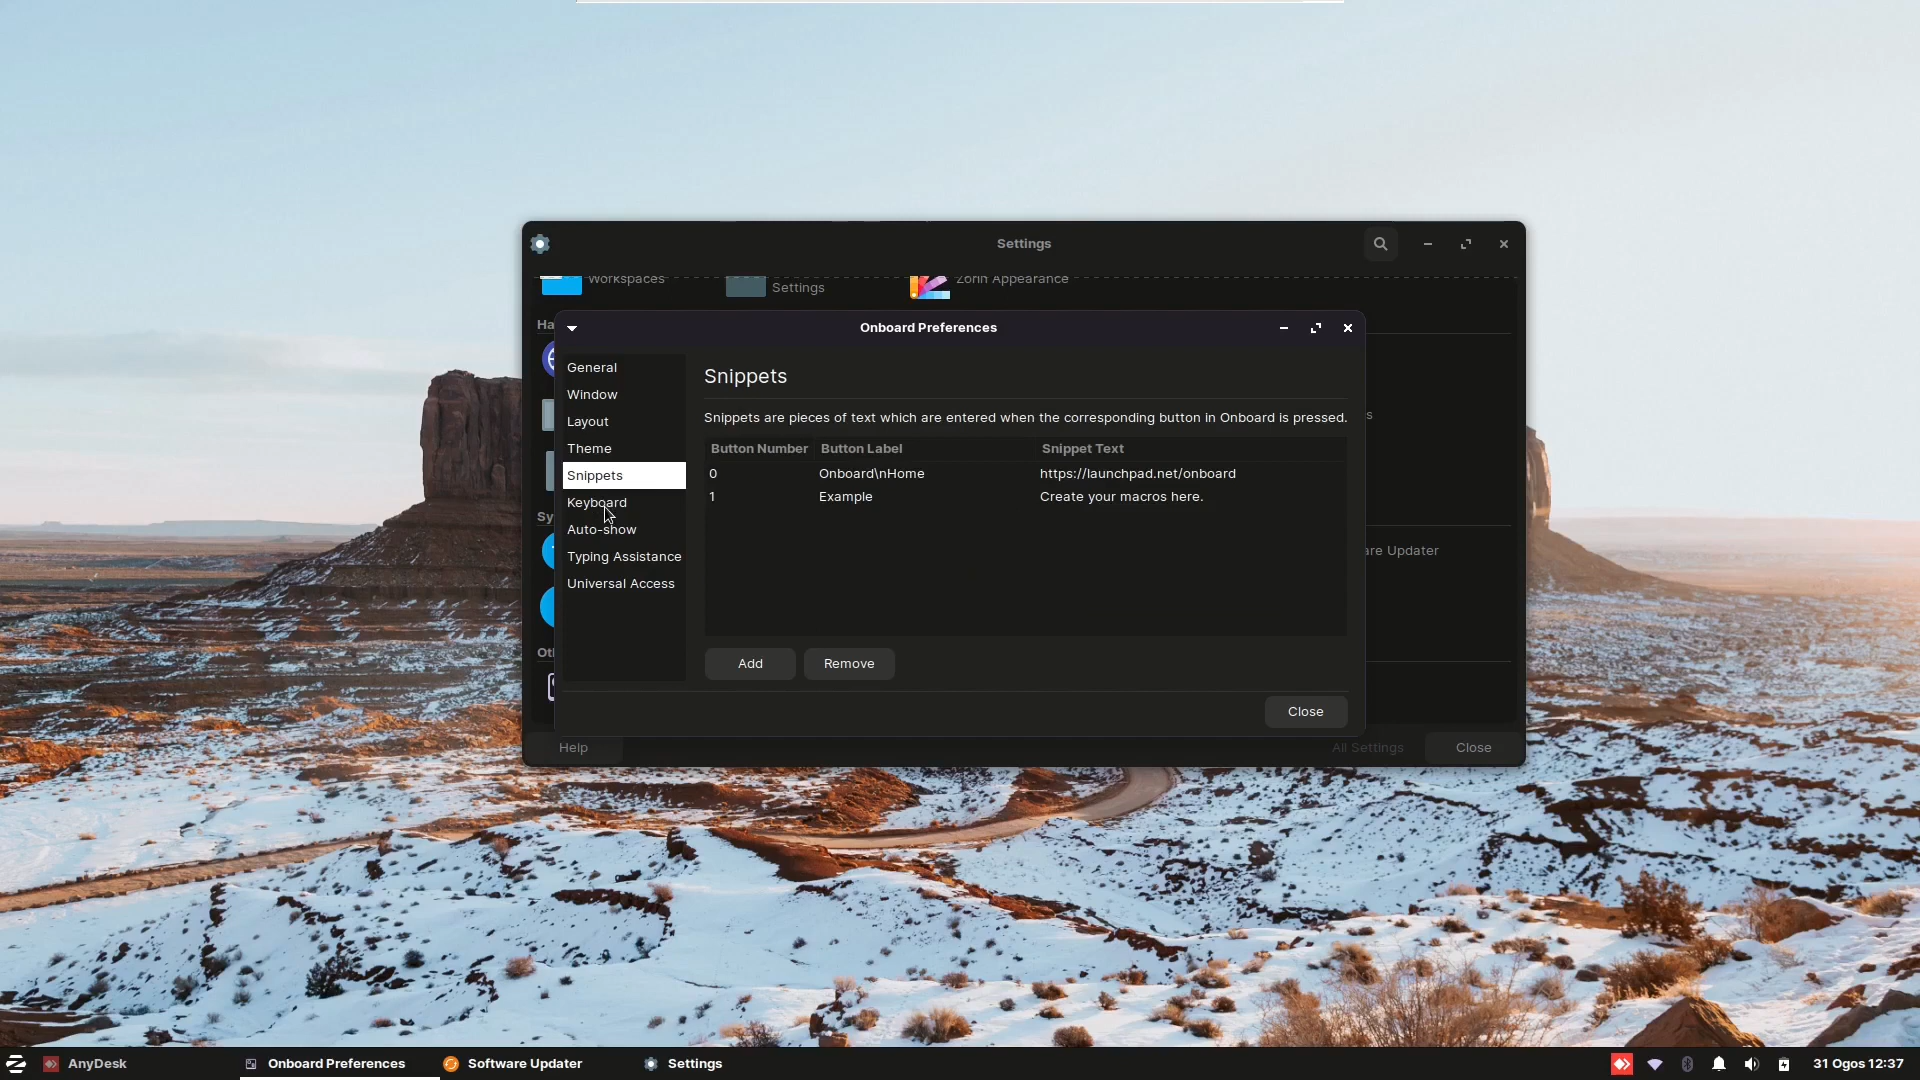 Settings
Workspaces
Settings
Zorin Appearance
Ha
Onboard Preferences
General
Window
Layout
Theme
Snippets
Keyboard
Auto-show
Typing Assistance
Universal Access
Snippets
Snippets are pieces of text which are entered when the corresponding button in Onboard is pressed.
Button Number Button Label Snippet Text
0 Onboard\nHome https://launchpad.net/onboard
1 Example Create your macros here.
Add Remove
Close
s
Sy
are Updater
Ot
Help All Settings Close
AnyDesk Onboard Preferences Software Updater Settings 31 Ogos 12:37